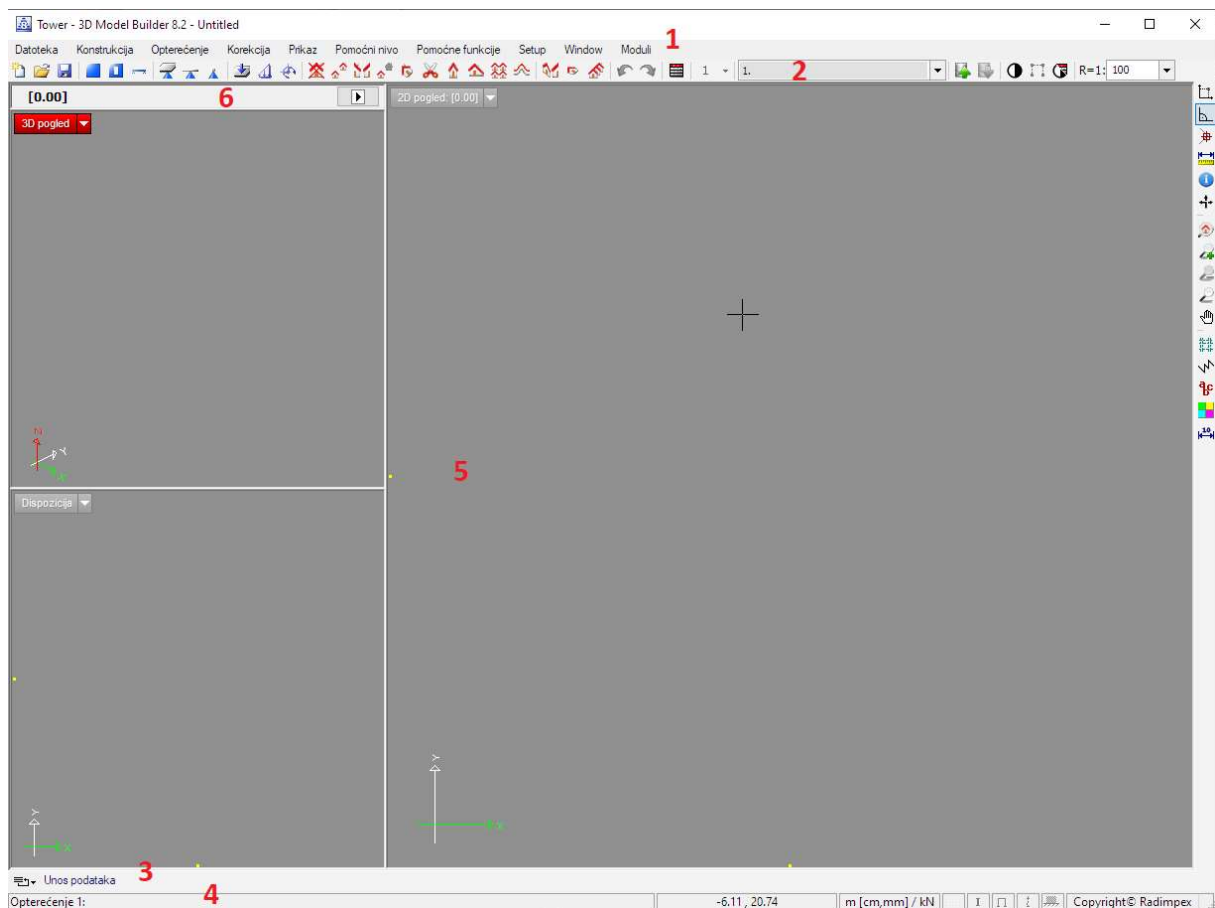 Tower - 3D Model Builder 8.2 - Untitled
Datoteka Konstrukcija Opterećenje Korekcija Prikaz Pomoćni nivo Pomoćne funkcije Setup Window Moduli 1
1 1. 2 R=1: 100
[0.00] 6
2D pogled: [0.00]
3D pogled
N
Y
X
5
Dispozicija
Y
X
Y
X
10
3
Unos podataka
4
Opterećenje 1: -6.11 , 20.74 m [cm,mm] / kN Copyright© Radimpex